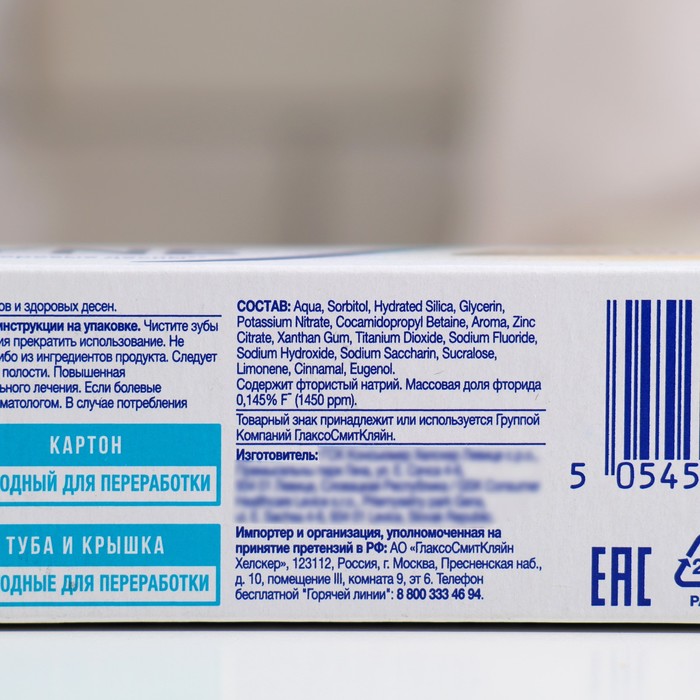 ов и здоровых десен.
инструкции на упаковке. Чистите зубы
ия прекратить использование. Не
ибо из ингредиентов продукта. Следует
полости. Повышенная
ьного лечения. Если болевые
матологом. В случае потребления
КАРТОН
ОДНЫЙ ДЛЯ ПЕРЕРАБОТКИ
ТУБА И КРЫШКА
ОДНЫЕ ДЛЯ ПЕРЕРАБОТКИ
СОСТАВ: Aqua, Sorbitol, Hydrated Silica, Glycerin,
Potassium Nitrate, Cocamidopropyl Betaine, Aroma, Zinc
Citrate, Xanthan Gum, Titanium Dioxide, Sodium Fluoride,
Sodium Hydroxide, Sodium Saccharin, Sucralose,
Limonene, Cinnamal, Eugenol.
Содержит фтористый натрий. Массовая доля фторида
0,145% F⁻ (1450 ppm).
Товарный знак принадлежит или используется Группой
Компаний ГлаксоСмитКляйн.
Изготовитель:
Импортер и организация, уполномоченная на
принятие претензий в РФ: АО «ГлаксоСмитКляйн
Хелскер», 123112, Россия, г. Москва, Пресненская наб.,
д. 10, помещение III, комната 9, эт 6. Телефон
бесплатной "Горячей линии": 8 800 333 46 94.
5 0545
EAC
2